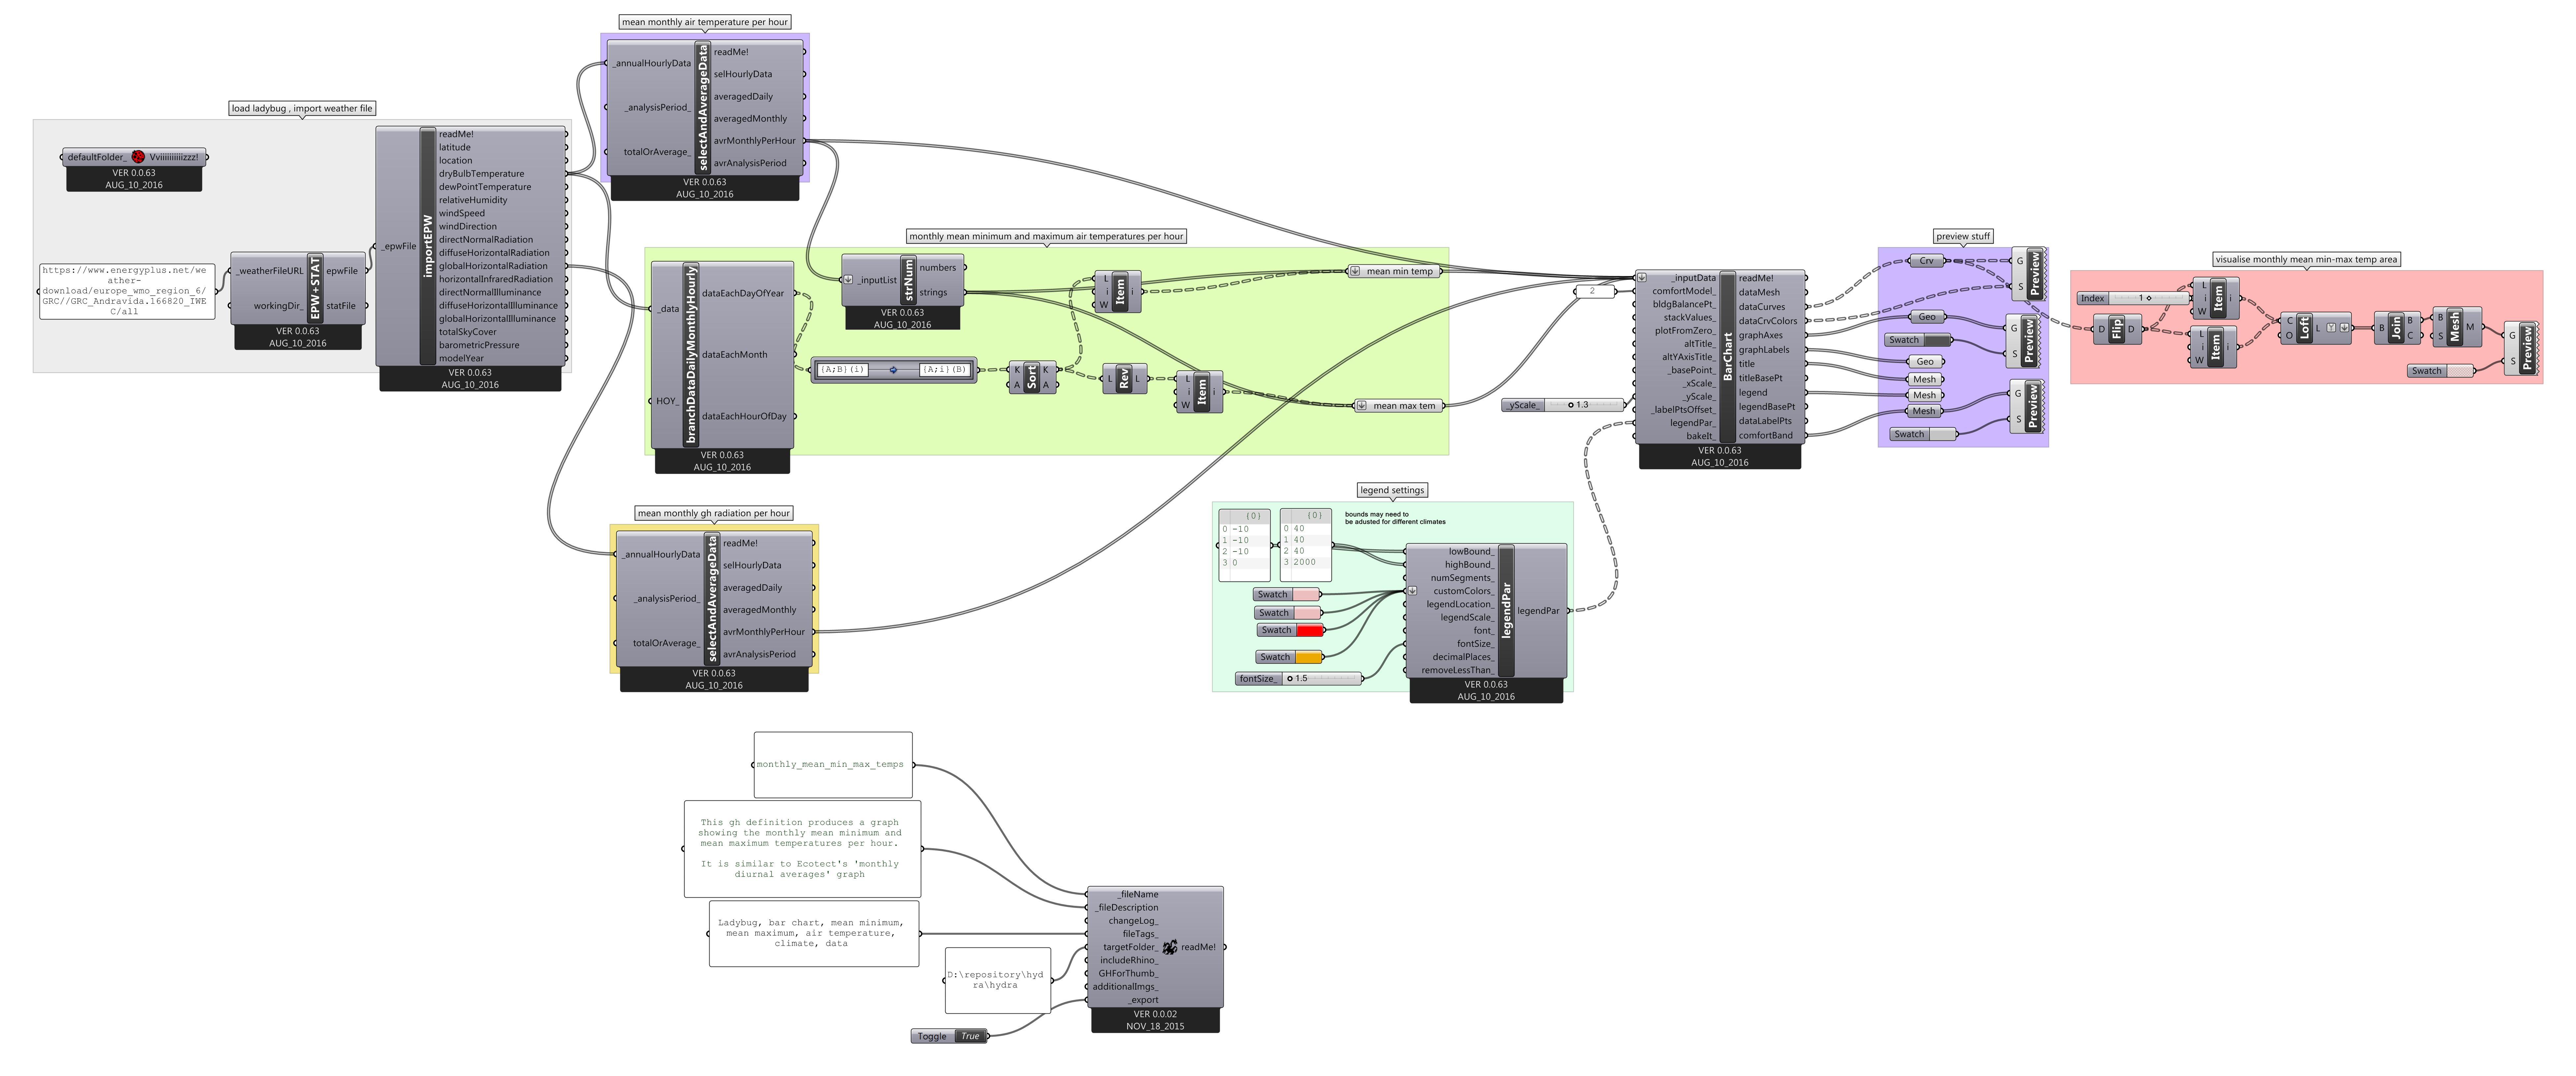 mean monthly air temperature per hour
_annualHourlyData
_analysisPeriod_
totalOrAverage_
selectAndAverageData
readMe!
selHourlyData
averagedDaily
averagedMonthly
avrMonthlyPerHour
avrAnalysisPeriod
VER 0.0.63
AUG_10_2016
load ladybug , import weather file
defaultFolder_
Vviiiiiiiiiizzz!
VER 0.0.63
AUG_10_2016
https://www.energyplus.net/we
ather-
download/europe_wmo_region_6/
GRC//GRC_Andravida.166820_IWE
C/all
_weatherFileURL
workingDir_
EPW+STAT
epwFile
statFile
VER 0.0.63
AUG_10_2016
_epwFile
importEPW
readMe!
latitude
location
dryBulbTemperature
dewPointTemperature
relativeHumidity
windSpeed
windDirection
directNormalRadiation
diffuseHorizontalRadiation
globalHorizontalRadiation
horizontalInfraredRadiation
directNormalIlluminance
diffuseHorizontalIlluminance
globalHorizontalIlluminance
totalSkyCover
barometricPressure
modelYear
VER 0.0.63
AUG_10_2016
monthly mean minimum and maximum air temperatures per hour
_data
HOY_
branchDataDailyMonthlyHourly
dataEachDayOfYear
dataEachMonth
dataEachHourOfDay
VER 0.0.63
AUG_10_2016
_inputList
strNum
numbers
strings
VER 0.0.63
AUG_10_2016
{A;B}(i)
{A;i}(B)
K
A
Sort
K
A
L
i
W
Item
i
L
Rev
L
L
i
W
Item
i
mean min temp
mean max tem
2
_yScale_
1.3
_inputData
comfortModel_
bldgBalancePt_
stackValues_
plotFromZero_
altTitle_
altYAxisTitle_
_basePoint_
_xScale_
_yScale_
_labelPtsOffset_
legendPar_
bakeIt_
BarChart
readMe!
dataMesh
dataCurves
dataCrvColors
graphAxes
graphLabels
title
titleBasePt
legend
legendBasePt
dataLabelPts
comfortBand
VER 0.0.63
AUG_10_2016
preview stuff
Crv
Geo
Swatch
Geo
Mesh
Mesh
Mesh
Swatch
G
S
Preview
G
S
Preview
G
S
Preview
visualise monthly mean min-max temp area
Index
1
D
Flip
D
L
i
W
Item
i
L
i
W
Item
i
C
O
Loft
L
B
Join
B
C
B
S
Mesh
M
Swatch
G
S
Preview
mean monthly gh radiation per hour
_annualHourlyData
_analysisPeriod_
totalOrAverage_
selectAndAverageData
readMe!
selHourlyData
averagedDaily
averagedMonthly
avrMonthlyPerHour
avrAnalysisPeriod
VER 0.0.63
AUG_10_2016
legend settings
{0}
0 -10
1 -10
2 -10
3 0
{0}
0 40
1 40
2 40
3 2000
bounds may need to
be adusted for different climates
Swatch
Swatch
Swatch
Swatch
fontSize_
1.5
lowBound_
highBound_
numSegments_
customColors_
legendLocation_
legendScale_
font_
fontSize_
decimalPlaces_
removeLessThan_
legendPar
legendPar
VER 0.0.63
AUG_10_2016
monthly_mean_min_max_temps
This gh definition produces a graph
showing the monthly mean minimum and
mean maximum temperatures per hour.
It is similar to Ecotect's 'monthly
diurnal averages' graph
Ladybug, bar chart, mean minimum,
mean maximum, air temperature,
climate, data
D:\repository\hyd
ra\hydra
Toggle
True
_fileName
_fileDescription
changeLog_
fileTags_
targetFolder_
includeRhino_
GHForThumb_
additionalImgs_
_export
readMe!
VER 0.0.02
NOV_18_2015